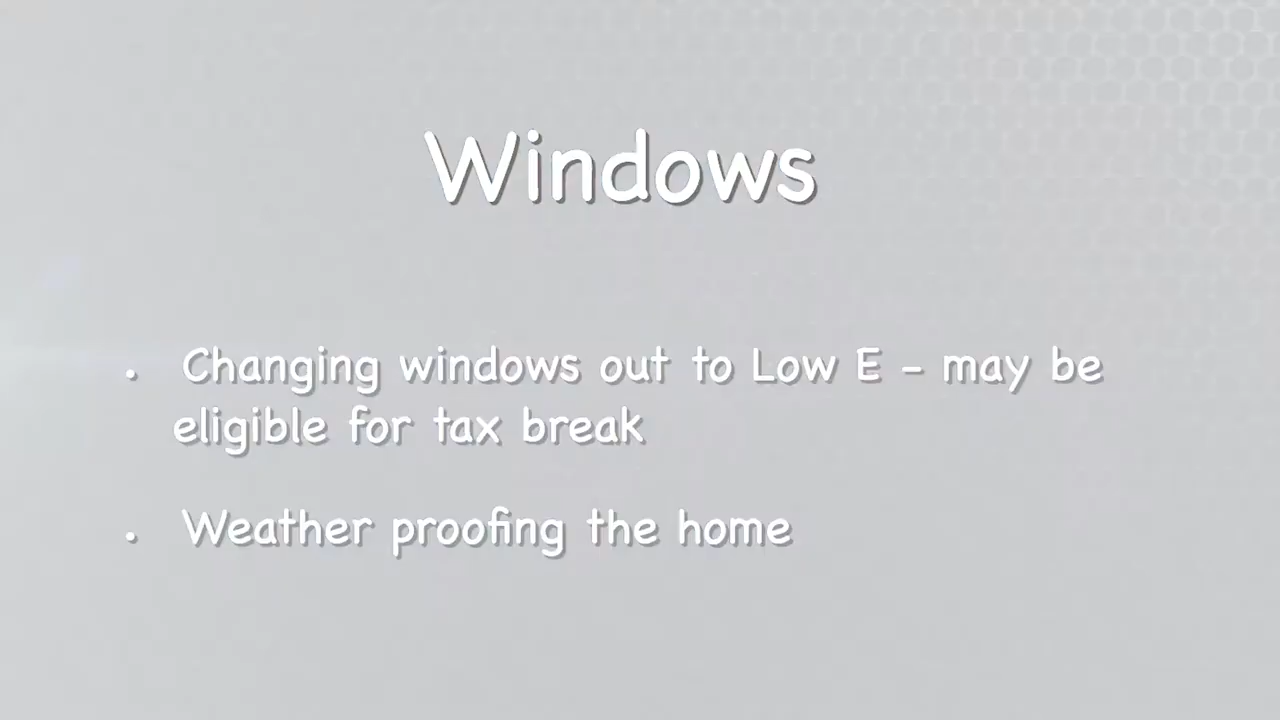 Windows
. Changing windows out to Low E - may be
eligible for tax break
. Weather proofing the home